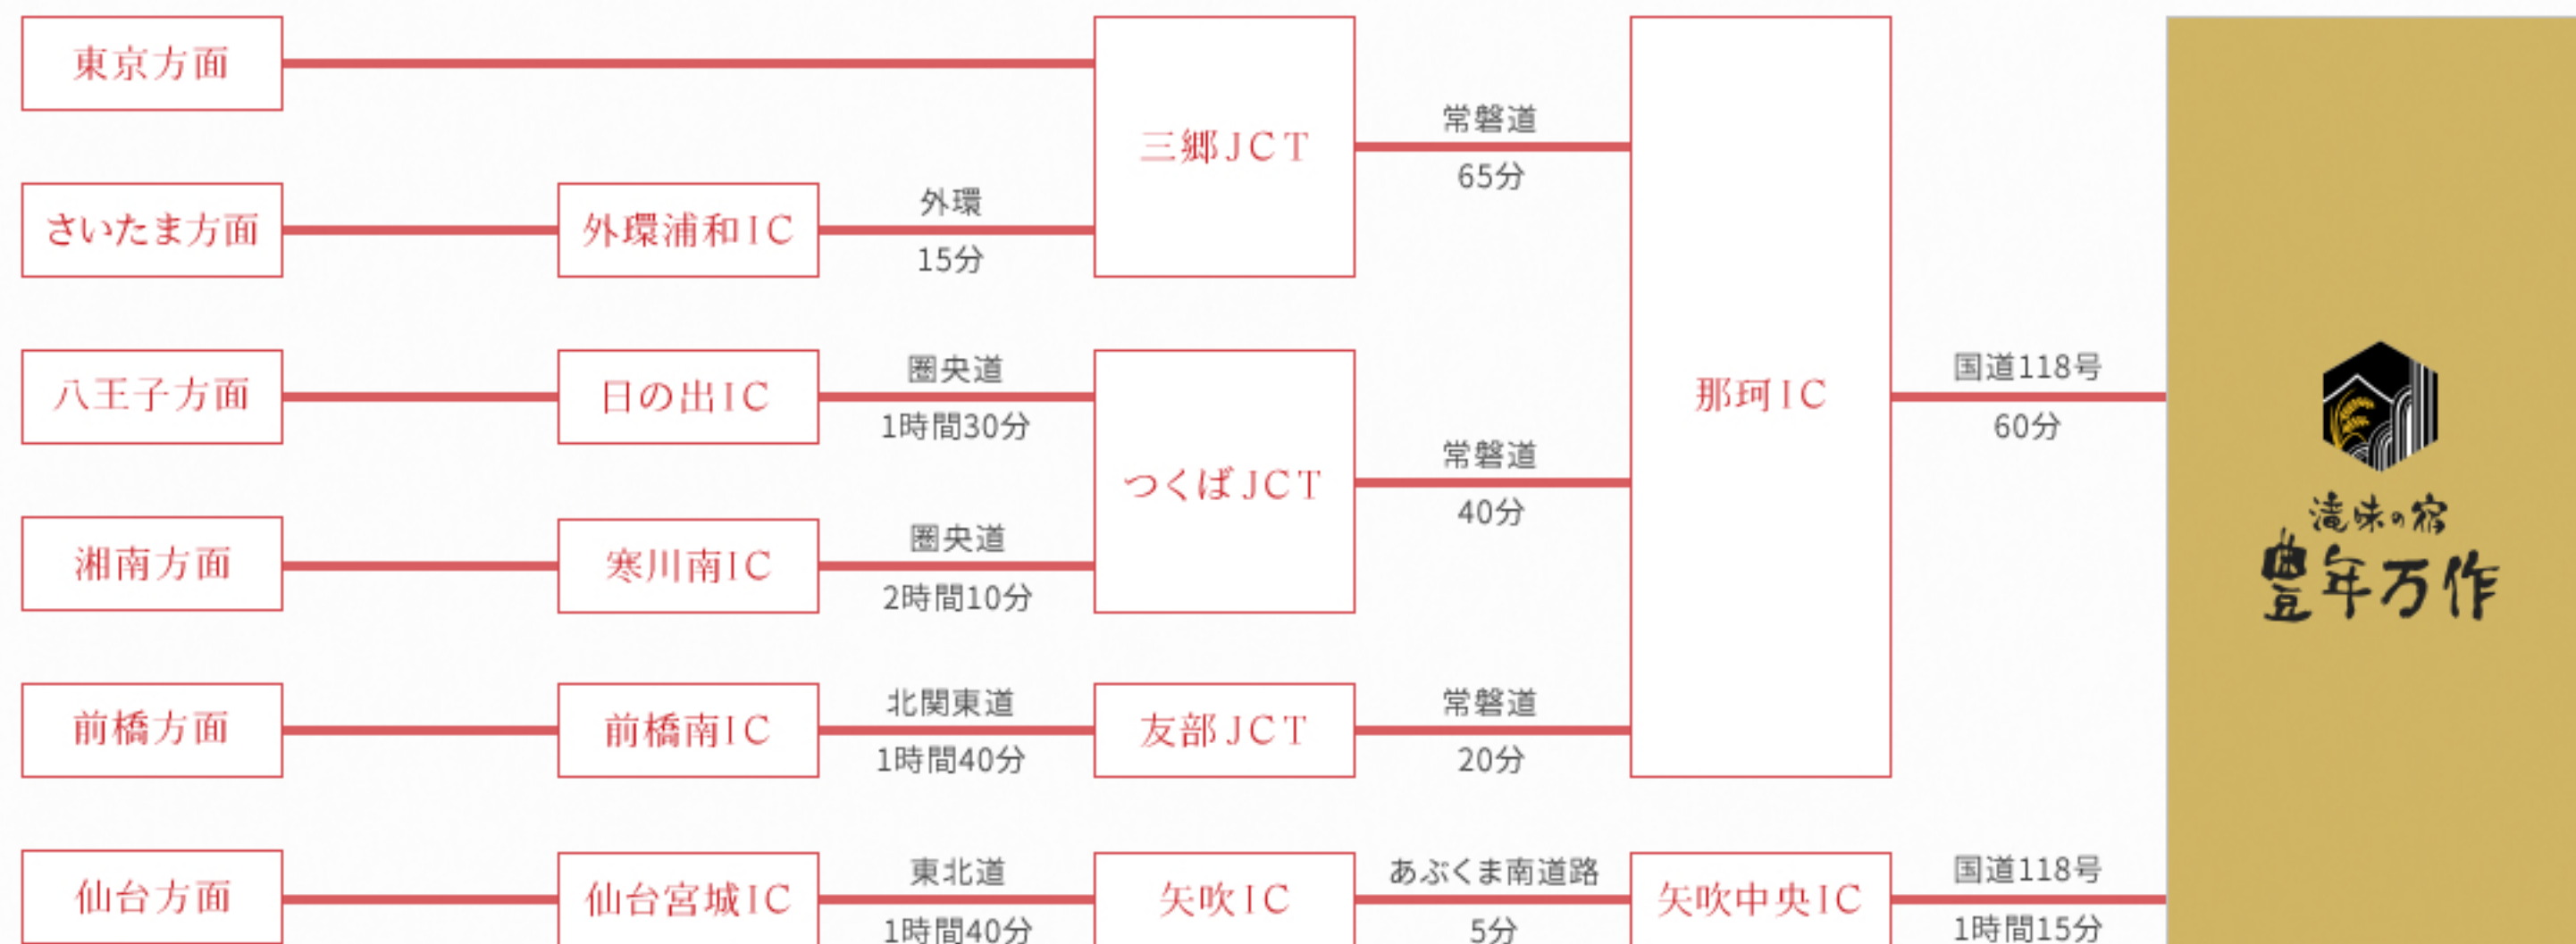 東京方面
三郷JCT
常磐道
65分
さいたま方面
外環浦和IC
外環
15分
八王子方面
日の出IC
圏央道
1時間30分
つくばJCT
常磐道
40分
那珂IC
国道118号
60分
湘南方面
寒川南IC
圏央道
2時間10分
前橋方面
前橋南IC
北関東道
1時間40分
友部JCT
常磐道
20分
仙台方面
仙台宮城IC
東北道
1時間40分
矢吹IC
あぶくま南道路
5分
矢吹中央IC
国道118号
1時間15分
滝味の宿
豊年万作